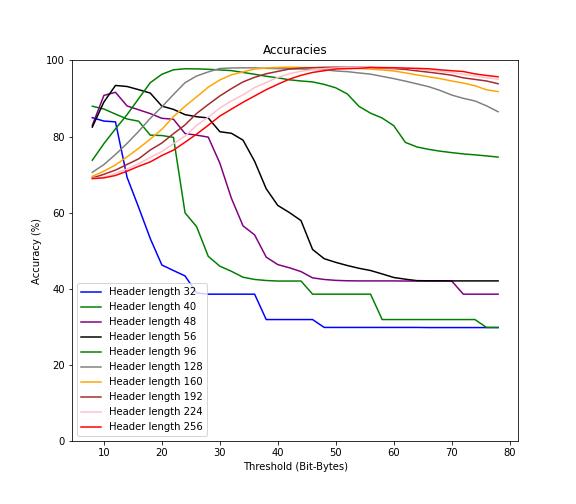 Accuracies
Accuracy (%)
100
80
60
40
20
0
Header length 32
Header length 40
Header length 48
Header length 56
Header length 96
Header length 128
Header length 160
Header length 192
Header length 224
Header length 256
10 20 30 40 50 60 70 80
Threshold (Bit-Bytes)